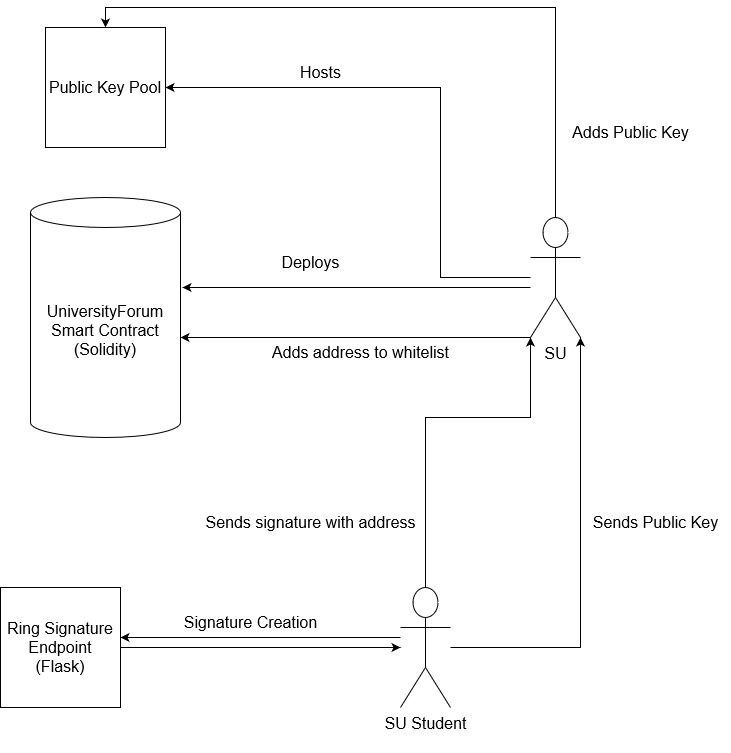 Hosts
Public Key Pool
Adds Public Key
Deploys
UniversityForum
Smart Contract
(Solidity)
Adds address to whitelist
SU
Sends signature with address
Sends Public Key
Signature Creation
Ring Signature
Endpoint
(Flask)
SU Student